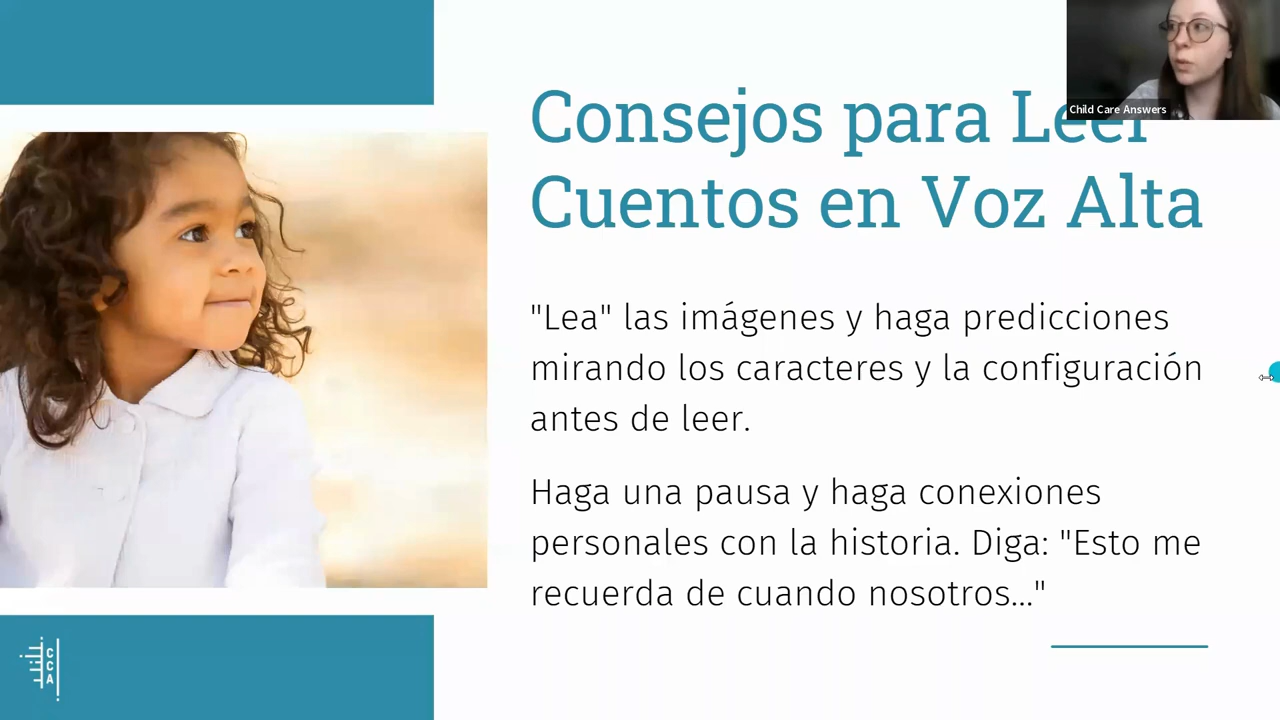 Child Care Answers
Consejos para Leer
Cuentos en Voz Alta
"Lea" las imágenes y haga predicciones
mirando los caracteres y la configuración
antes de leer.
Haga una pausa y haga conexiones
personales con la historia. Diga: "Esto me
recuerda de cuando nosotros..."
C
C
A